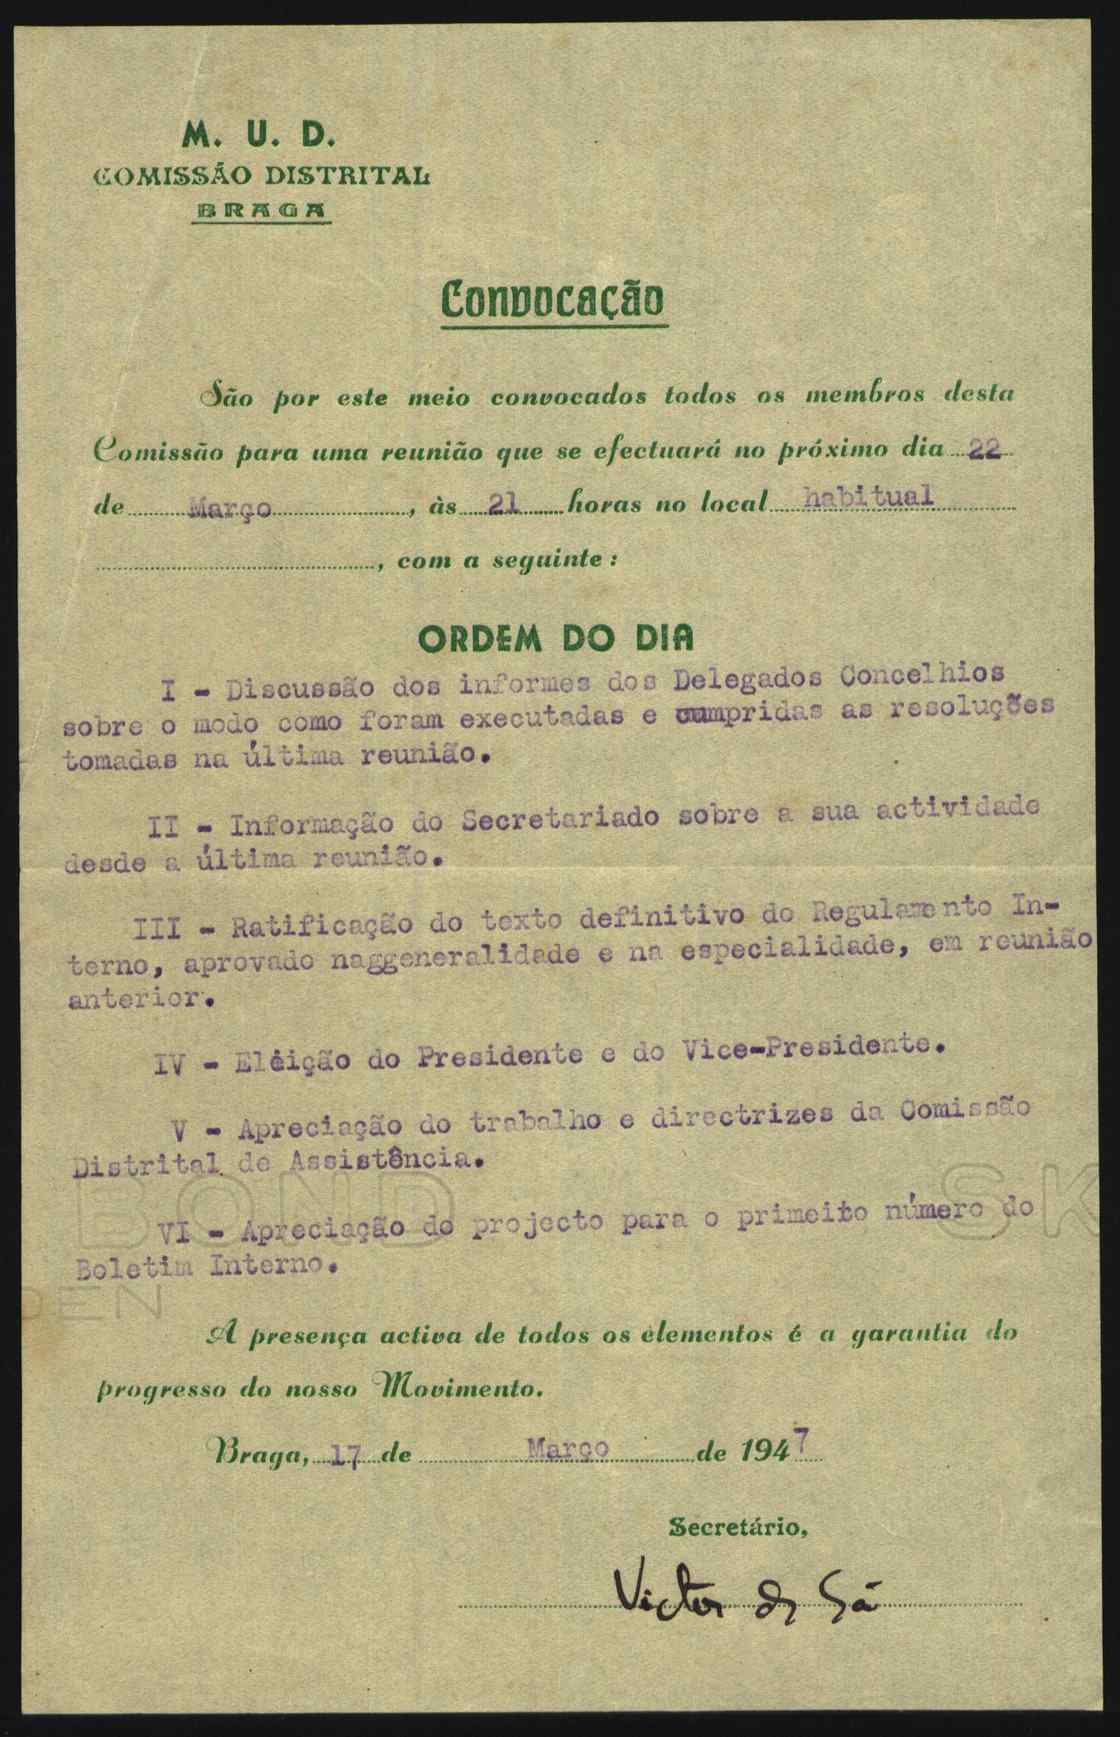 M. U. D.
COMISSÃO DISTRITAL
BRAGA
Convocação
São por este meio convocados todos os membros desta
Comissão para uma reunião que se efectuará no próximo dia 22
de Março, às 21 horas no local habitual
, com a seguinte:
ORDEM DO DIA
I - Discussão dos informes dos Delegados Concelhios
sobre o modo como foram executadas e cumpridas as resoluções
tomadas na última reunião.
II - Informação do Secretariado sobre a sua actividade
desde a última reunião.
III - Ratificação do texto definitivo do Regulamento In-
terno, aprovado naggeneralidade e na especialidade, em reunião
anterior.
IV - Eleição do Presidente e do Vice-Presidente.
V - Apreciação do trabalho e directrizes da Comissão
Distrital de Assistência.
BOND SK
VI - Apreciação do projecto para o primeito número do
Boletim Interno.
DEN
A presença activa de todos os elementos é a garantia do
progresso do nosso Movimento.
Braga, 17 de Março de 1947
Secretário,
Victor de Sá